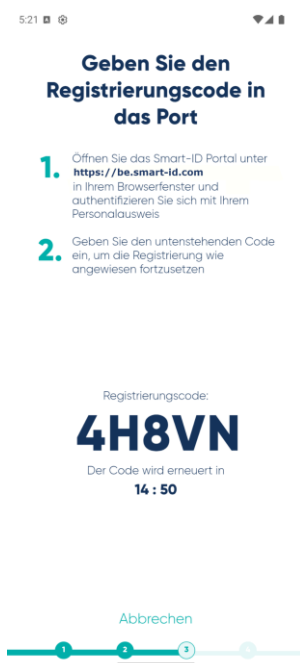 5:21
Geben Sie den
Registrierungscode in
das Port
1.
Öffnen Sie das Smart-ID Portal unter
https://be.smart-id.com
in Ihrem Browserfenster und
authentifizieren Sie sich mit Ihrem
Personalausweis
2.
Geben Sie den untenstehenden Code
ein, um die Registrierung wie
angewiesen fortzusetzen
Registrierungscode:
4H8VN
Der Code wird erneuert in
14 : 50
Abbrechen
1 2 3 4